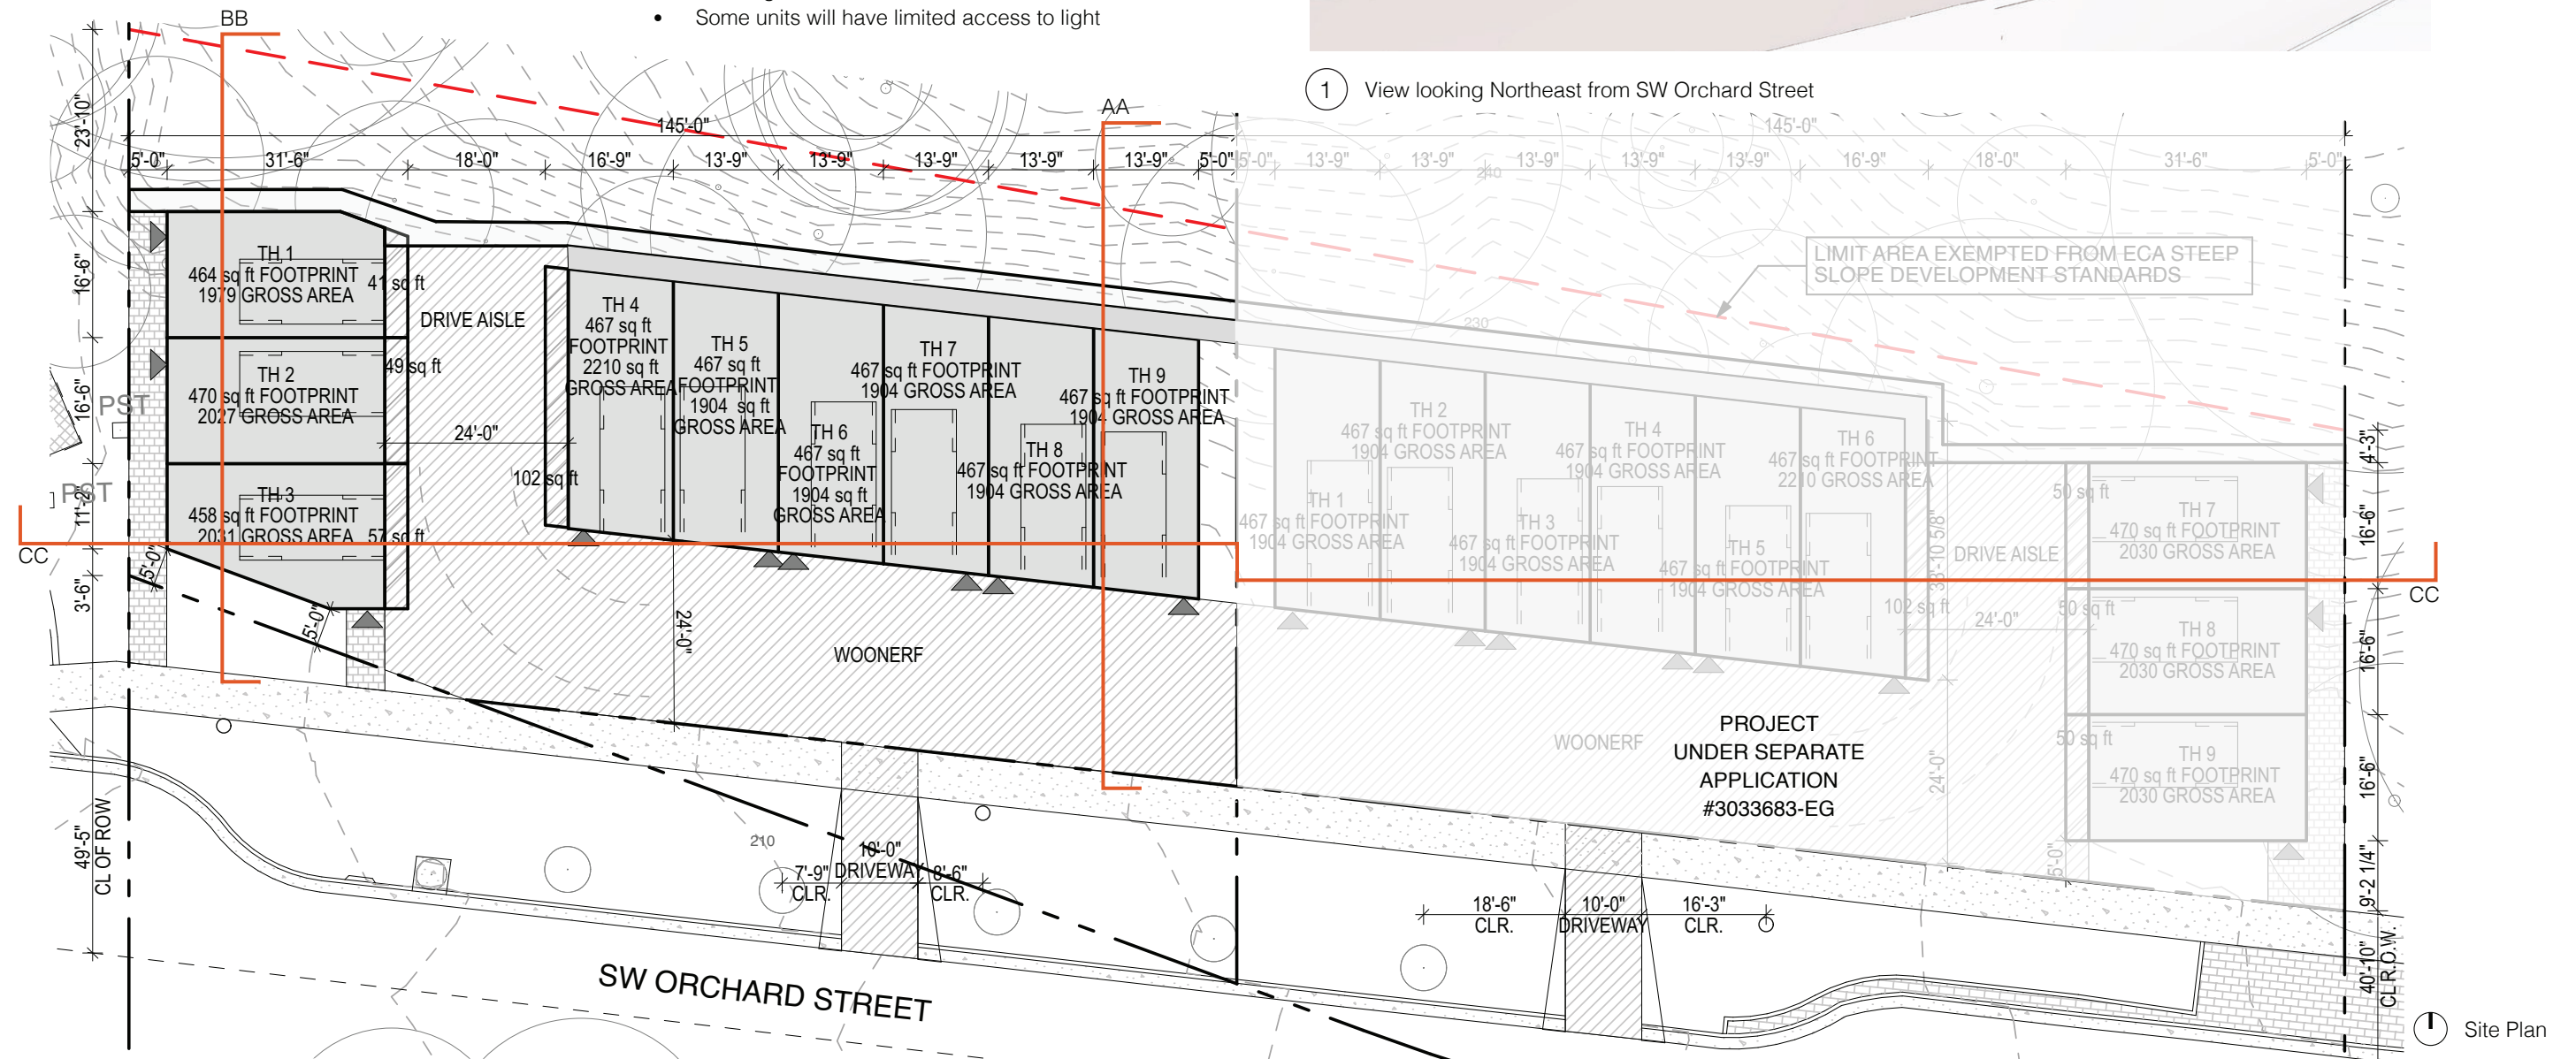 • Some units will have limited access to light
1 View looking Northeast from SW Orchard Street
BB
AA
145'-0"
145'-0"
23'-10"
5'-0"
31'-6"
18'-0"
16'-9"
13'-9"
13'-9"
13'-9"
13'-9"
13'-9"
5'-0"
5'-0"
13'-9"
13'-9"
13'-9"
13'-9"
13'-9"
16'-9"
18'-0"
31'-6"
5'-0"
240
230
LIMIT AREA EXEMPTED FROM ECA STEEP
SLOPE DEVELOPMENT STANDARDS
16'-6"
16'-6"
11'-2"
3'-6"
49'-5"
CL OF ROW
PST
PST
TH 1
464 sq ft FOOTPRINT
1979 GROSS AREA
41 sq ft
TH 2
470 sq ft FOOTPRINT
2027 GROSS AREA
49 sq ft
TH 3
458 sq ft FOOTPRINT
2031 GROSS AREA
57 sq ft
5'-0"
5'-0"
DRIVE AISLE
24'-0"
102 sq ft
TH 4
467 sq ft
FOOTPRINT
2210 sq ft
GROSS AREA
TH 5
467 sq ft
FOOTPRINT
1904 sq ft
GROSS AREA
TH 6
467 sq ft
FOOTPRINT
1904 sq ft
GROSS AREA
TH 7
467 sq ft FOOTPRINT
1904 GROSS AREA
TH 8
467 sq ft FOOTPRINT
1904 GROSS AREA
TH 9
467 sq ft FOOTPRINT
1904 GROSS AREA
24'-0"
WOONERF
CC
TH 1
467 sq ft FOOTPRINT
1904 GROSS AREA
TH 2
467 sq ft FOOTPRINT
1904 GROSS AREA
TH 3
467 sq ft FOOTPRINT
1904 GROSS AREA
TH 4
467 sq ft FOOTPRINT
1904 GROSS AREA
TH 5
467 sq ft FOOTPRINT
1904 GROSS AREA
TH 6
467 sq ft FOOTPRINT
2210 GROSS AREA
102 sq ft
38'-10 5/8"
DRIVE AISLE
24'-0"
24'-0"
50 sq ft
50 sq ft
50 sq ft
TH 7
470 sq ft FOOTPRINT
2030 GROSS AREA
TH 8
470 sq ft FOOTPRINT
2030 GROSS AREA
TH 9
470 sq ft FOOTPRINT
2030 GROSS AREA
5'-0"
4'-3"
16'-6"
16'-6"
16'-6"
9'-2 1/4"
40'-10"
CL R.O.W.
CC
WOONERF
PROJECT
UNDER SEPARATE
APPLICATION
#3033683-EG
210
7'-9"
CLR.
10'-0"
DRIVEWAY
8'-6"
CLR.
18'-6"
CLR.
10'-0"
DRIVEWAY
16'-3"
CLR.
SW ORCHARD STREET
Site Plan